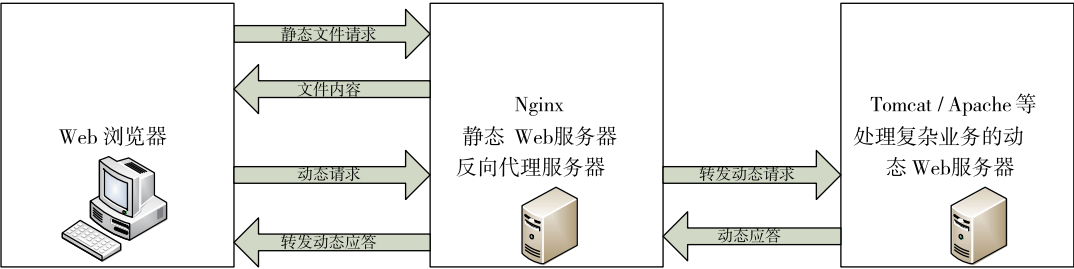 静态文件请求
文件内容
Web 浏览器
动态请求
转发动态应答
Nginx
静态 Web服务器
反向代理服务器
转发动态请求
动态应答
Tomcat / Apache 等
处理复杂业务的动
态 Web服务器